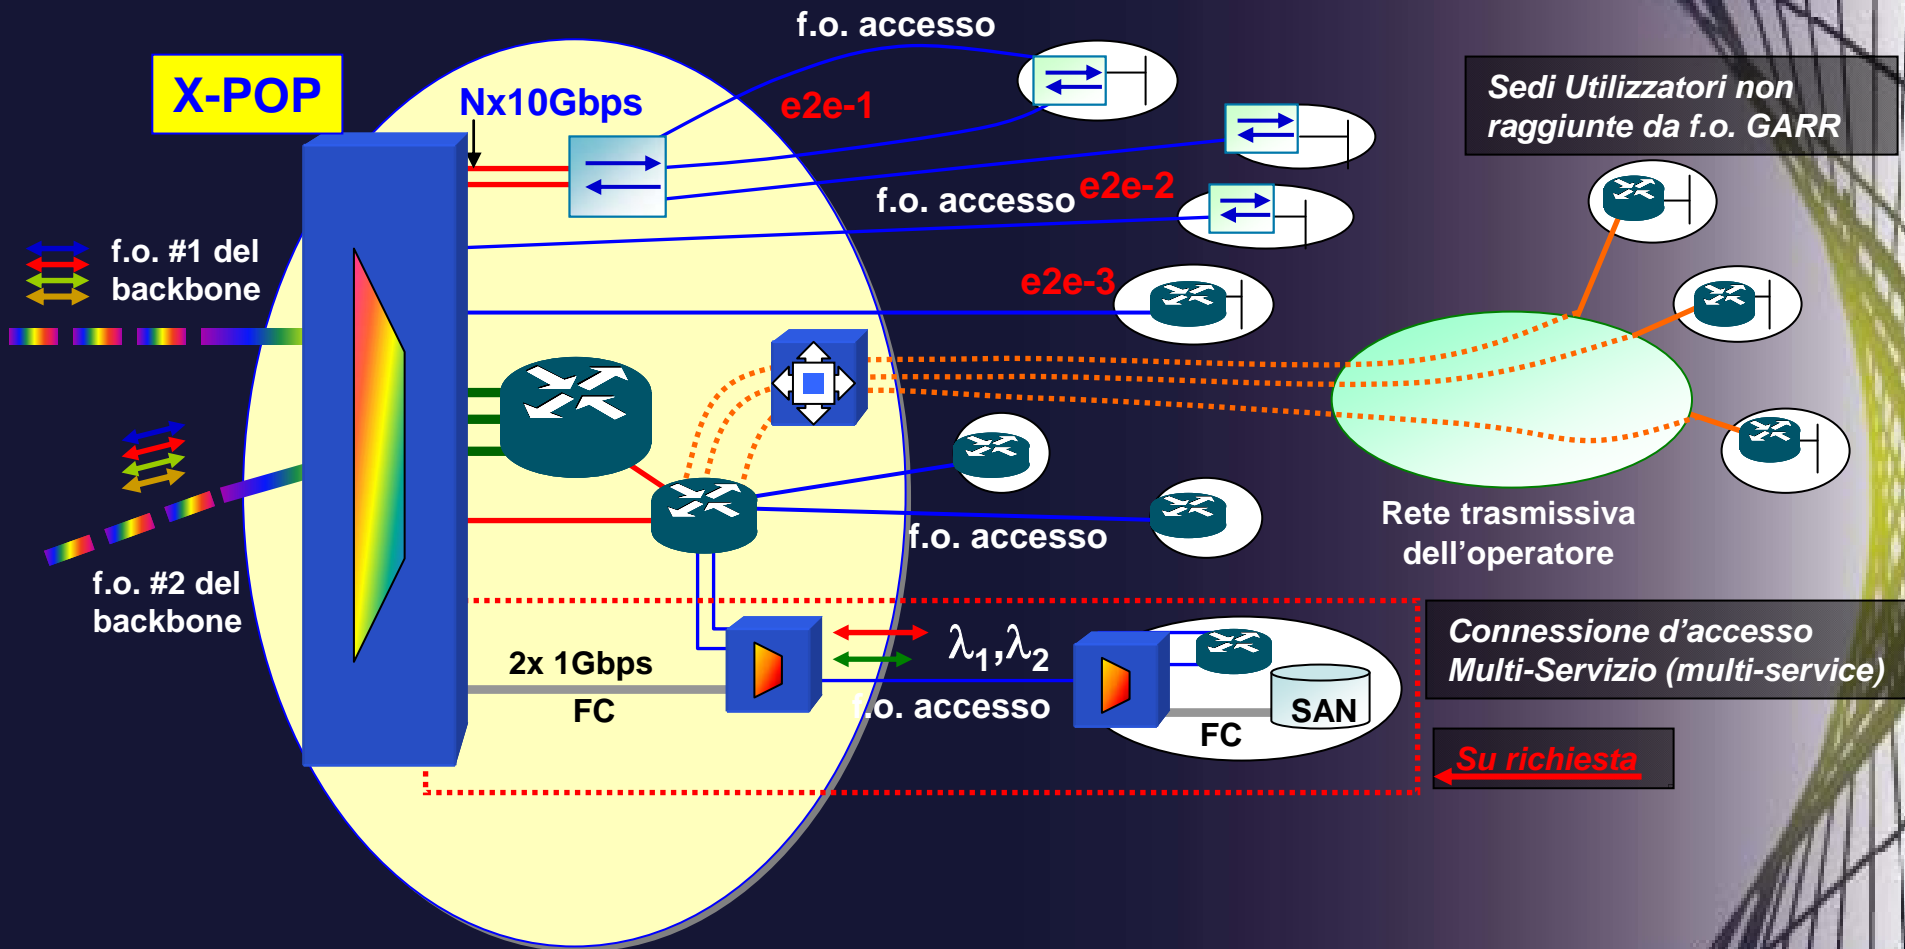 f.o. accesso
X-POP
Nx10Gbps
e2e-1
Sedi Utilizzatori non
raggiunte da f.o. GARR
f.o. accesso
e2e-2
f.o. #1 del
backbone
e2e-3
Rete trasmissiva
dell’operatore
f.o. accesso
f.o. #2 del
backbone
2x 1Gbps
FC
λ1,λ2
f.o. accesso
SAN
FC
Connessione d’accesso
Multi-Servizio (multi-service)
Su richiesta